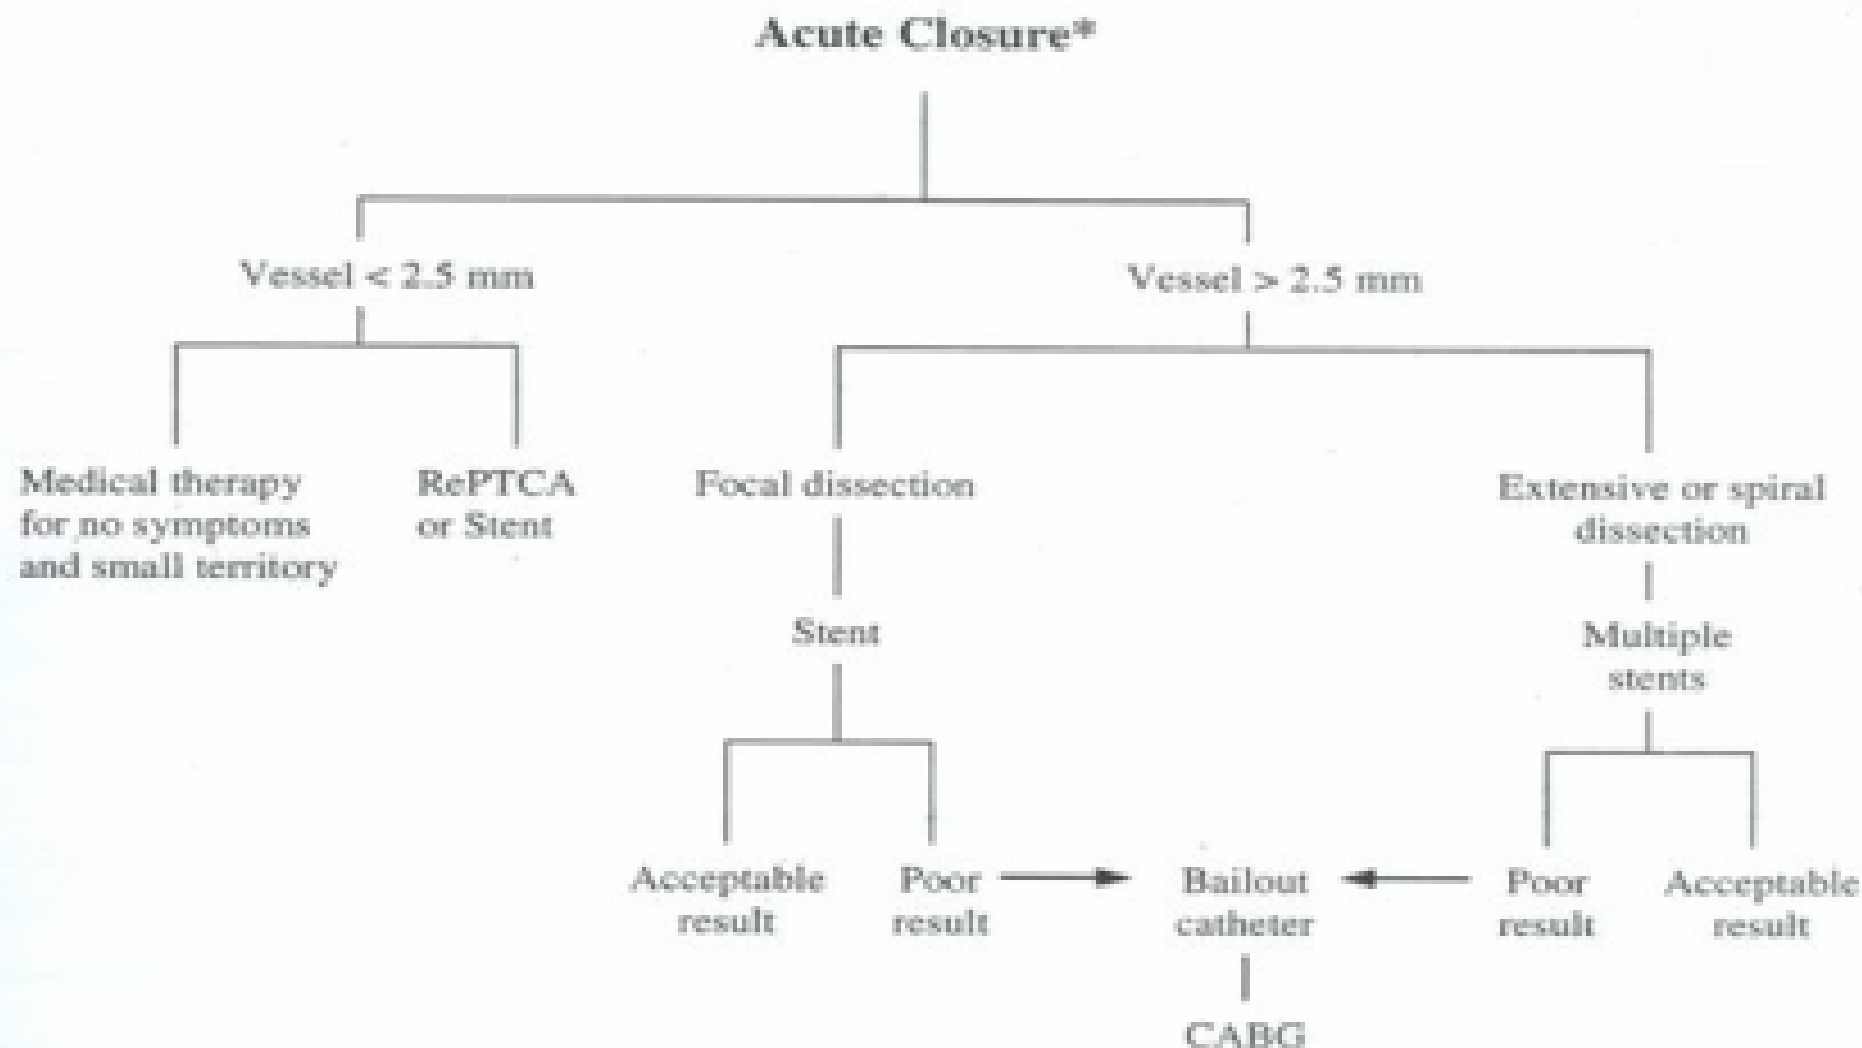 Acute Closure*
Vessel < 2.5 mm
Vessel > 2.5 mm
Medical therapy
for no symptoms
and small territory
RePTCA
or Stent
Focal dissection
Extensive or spiral
dissection
Stent
Multiple
stents
Acceptable
result
Poor
result
Bailout
catheter
Poor
result
Acceptable
result
CABG